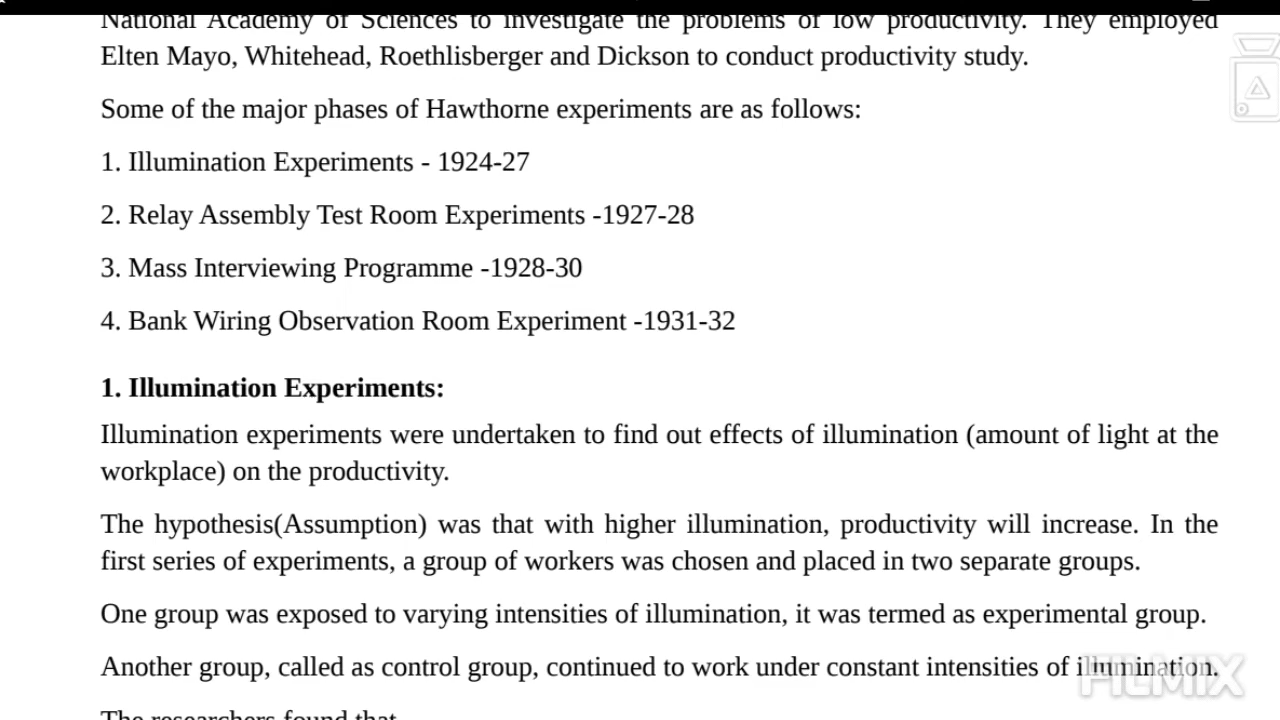 National Academy of Sciences to investigate the problems of low productivity. They employed
Elten Mayo, Whitehead, Roethlisberger and Dickson to conduct productivity study.
Some of the major phases of Hawthorne experiments are as follows:
1. Illumination Experiments - 1924-27
2. Relay Assembly Test Room Experiments -1927-28
3. Mass Interviewing Programme -1928-30
4. Bank Wiring Observation Room Experiment -1931-32
1. Illumination Experiments:
Illumination experiments were undertaken to find out effects of illumination (amount of light at the
workplace) on the productivity.
The hypothesis(Assumption) was that with higher illumination, productivity will increase. In the
first series of experiments, a group of workers was chosen and placed in two separate groups.
One group was exposed to varying intensities of illumination, it was termed as experimental group.
Another group, called as control group, continued to work under constant intensities of illumination.
The researchers found that
FILMIX